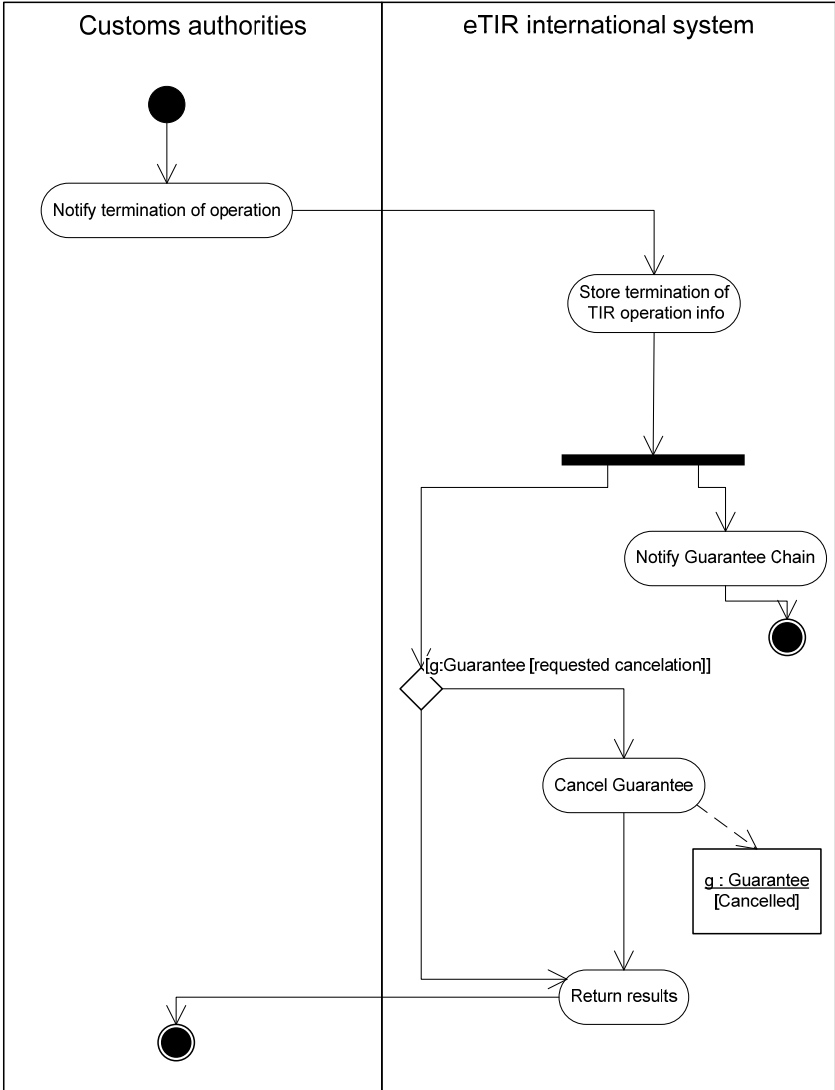 Customs authorities
eTIR international system
Notify termination of operation
Store termination of
TIR operation info
Notify Guarantee Chain
[g:Guarantee [requested cancelation]]
Cancel Guarantee
g : Guarantee
[Cancelled]
Return results